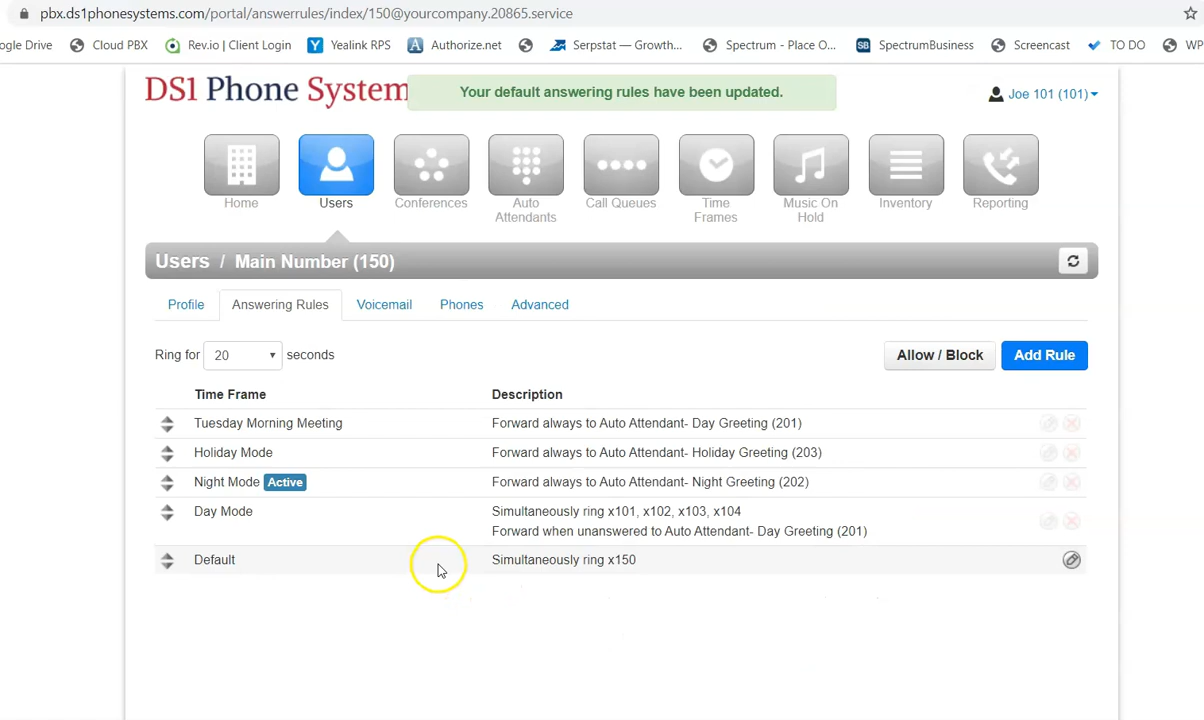 pbx.ds1phonesystems.com/portal/answerrules/index/150@yourcompany.20865.service
ogle Drive Cloud PBX Rev.io | Client Login Yealink RPS Authorize.net Serpstat — Growth... Spectrum - Place O... SpectrumBusiness Screencast TO DO WP
DS1 Phone System
Your default answering rules have been updated.
Joe 101 (101)
Home Users Conferences Auto Attendants Call Queues Time Frames Music On Hold Inventory Reporting
Users / Main Number (150)
Profile Answering Rules Voicemail Phones Advanced
Ring for 20 seconds Allow / Block Add Rule
Time Frame Description
Tuesday Morning Meeting Forward always to Auto Attendant- Day Greeting (201)
Holiday Mode Forward always to Auto Attendant- Holiday Greeting (203)
Night Mode Active Forward always to Auto Attendant- Night Greeting (202)
Day Mode Simultaneously ring x101, x102, x103, x104
Forward when unanswered to Auto Attendant- Day Greeting (201)
Default Simultaneously ring x150